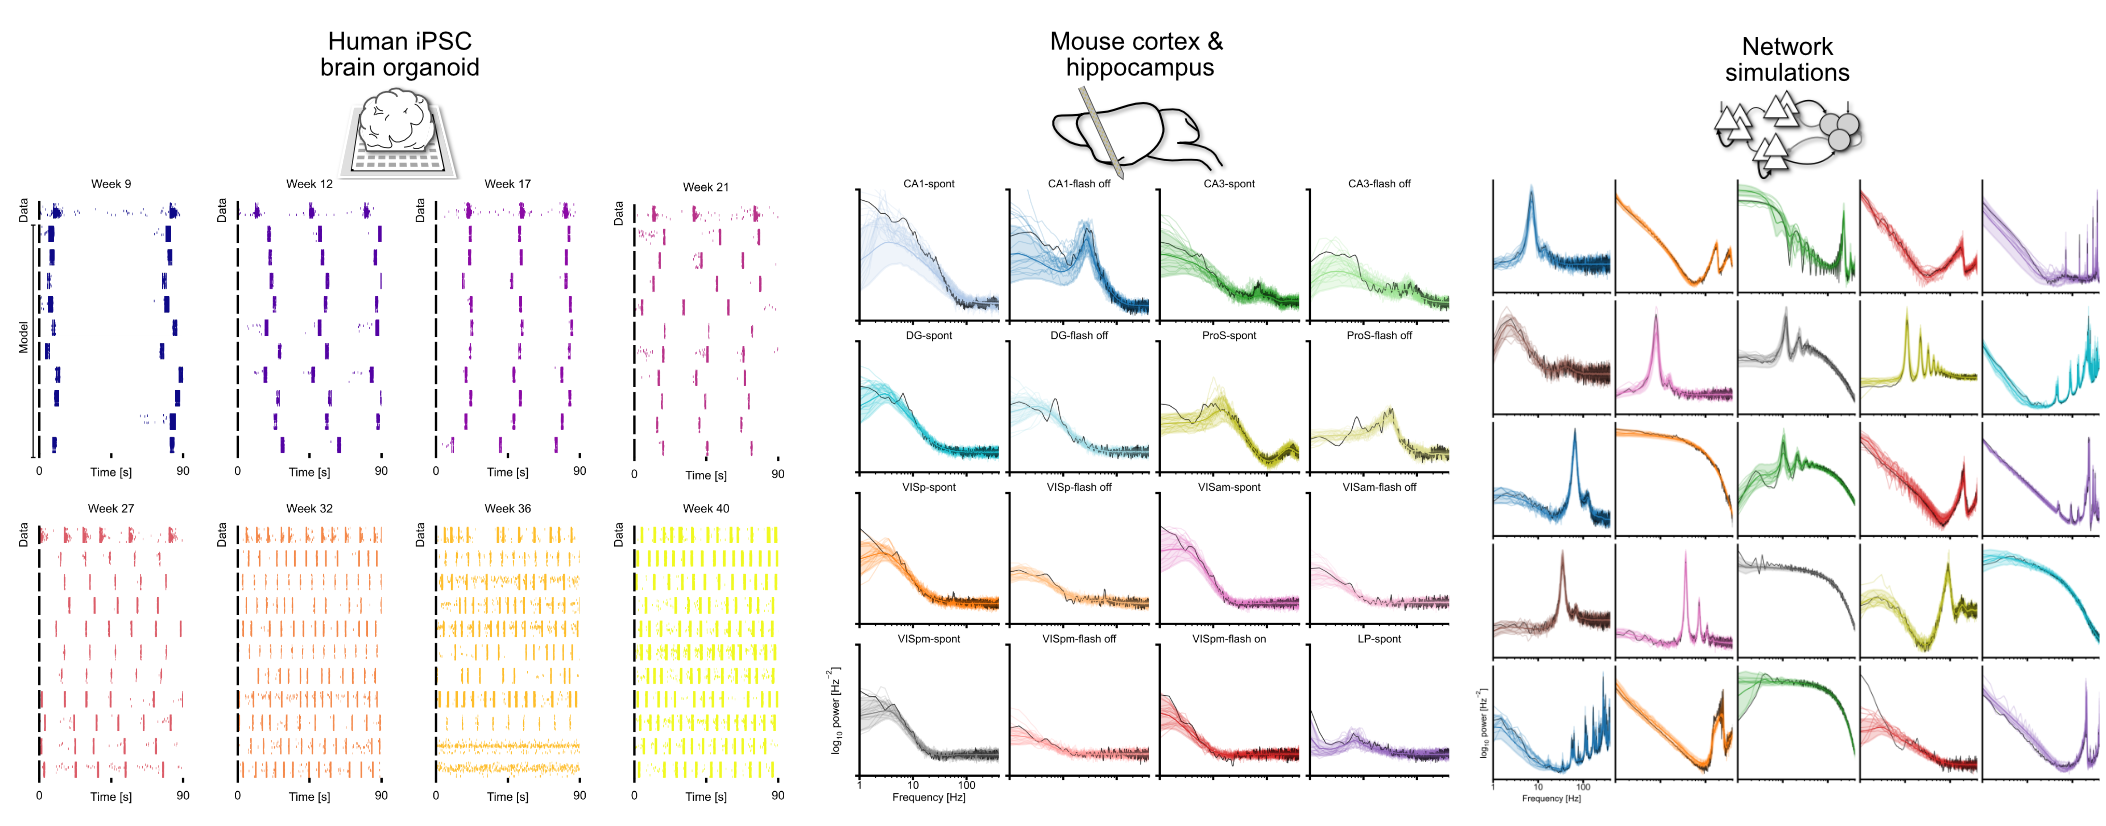 Human iPSC
brain organoid
Week 9
Week 12
Week 17
Week 21
Data
Data
Data
Data
Model
0
Time [s]
90
0
Time [s]
90
0
Time [s]
90
0
Time [s]
90
Week 27
Week 32
Week 36
Week 40
Data
Data
Data
Data
0
Time [s]
90
0
Time [s]
90
0
Time [s]
90
0
Time [s]
90
Mouse cortex &
hippocampus
CA1-spont
CA1-flash off
CA3-spont
CA3-flash off
DG-spont
DG-flash off
ProS-spont
ProS-flash off
VISp-spont
VISp-flash off
VISam-spont
VISam-flash off
VISpm-spont
VISpm-flash off
VISpm-flash on
LP-spont
log10 power [Hz-2]
1
10
100
Frequency [Hz]
Network
simulations
log10 power [Hz-2]
1
10
100
Frequency [Hz]